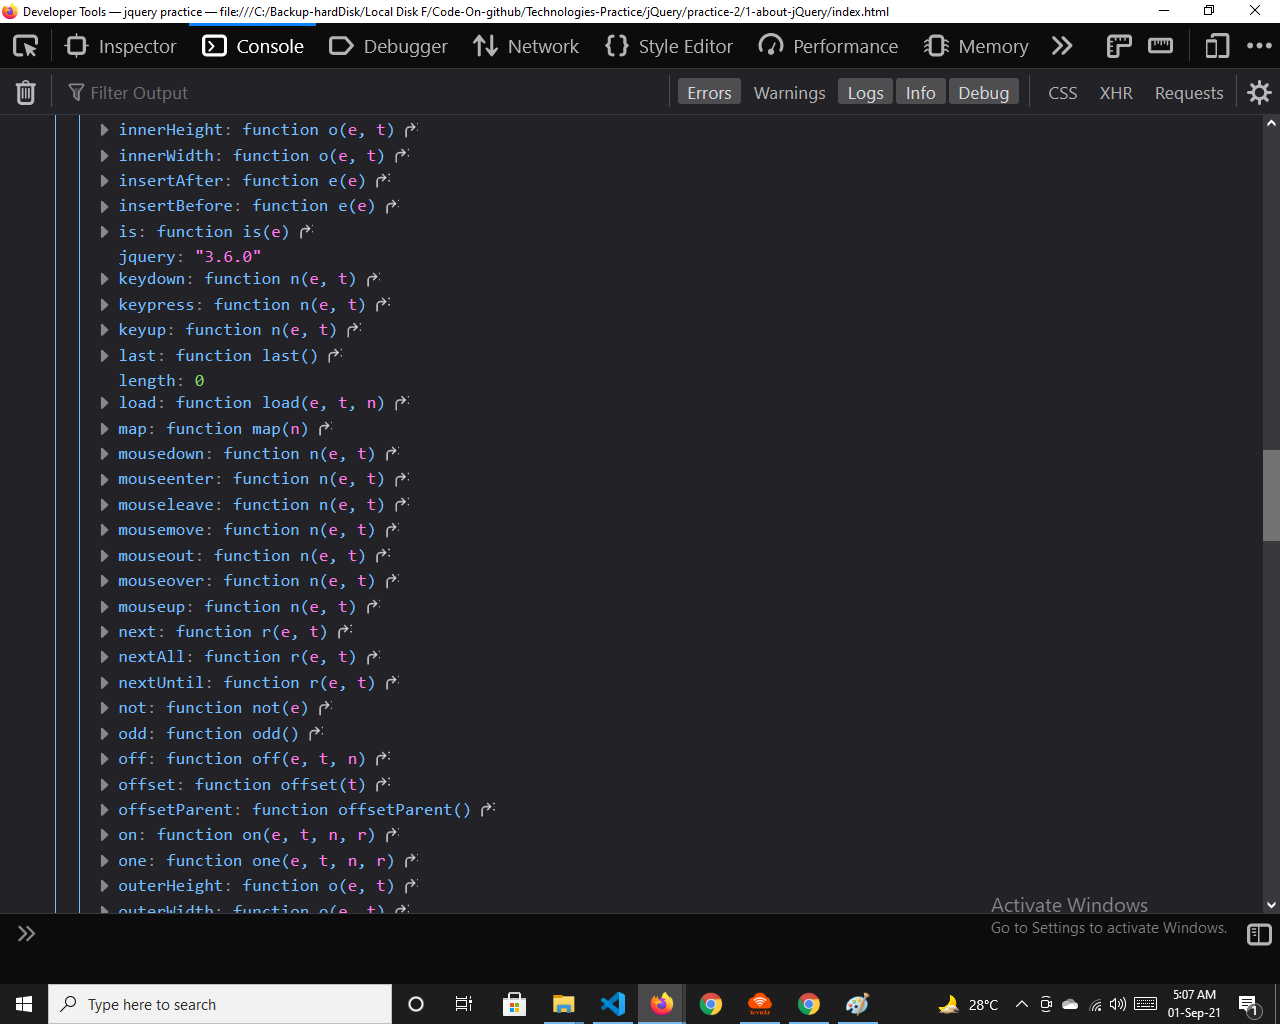 Developer Tools — jquery practice — file:///C:/Backup-hardDisk/Local Disk F/Code-On-github/Technologies-Practice/jQuery/practice-2/1-about-jQuery/index.html
Inspector Console Debugger Network Style Editor Performance Memory
Filter Output Errors Warnings Logs Info Debug CSS XHR Requests
innerHeight: function o(e, t)
innerWidth: function o(e, t)
insertAfter: function e(e)
insertBefore: function e(e)
is: function is(e)
jquery: "3.6.0"
keydown: function n(e, t)
keypress: function n(e, t)
keyup: function n(e, t)
last: function last()
length: 0
load: function load(e, t, n)
map: function map(n)
mousedown: function n(e, t)
mouseenter: function n(e, t)
mouseleave: function n(e, t)
mousemove: function n(e, t)
mouseout: function n(e, t)
mouseover: function n(e, t)
mouseup: function n(e, t)
next: function r(e, t)
nextAll: function r(e, t)
nextUntil: function r(e, t)
not: function not(e)
odd: function odd()
off: function off(e, t, n)
offset: function offset(t)
offsetParent: function offsetParent()
on: function on(e, t, n, r)
one: function one(e, t, n, r)
outerHeight: function o(e, t)
outerWidth: function o(e, t)
Activate Windows
Go to Settings to activate Windows.
Type here to search
28°C
5:07 AM
01-Sep-21
1